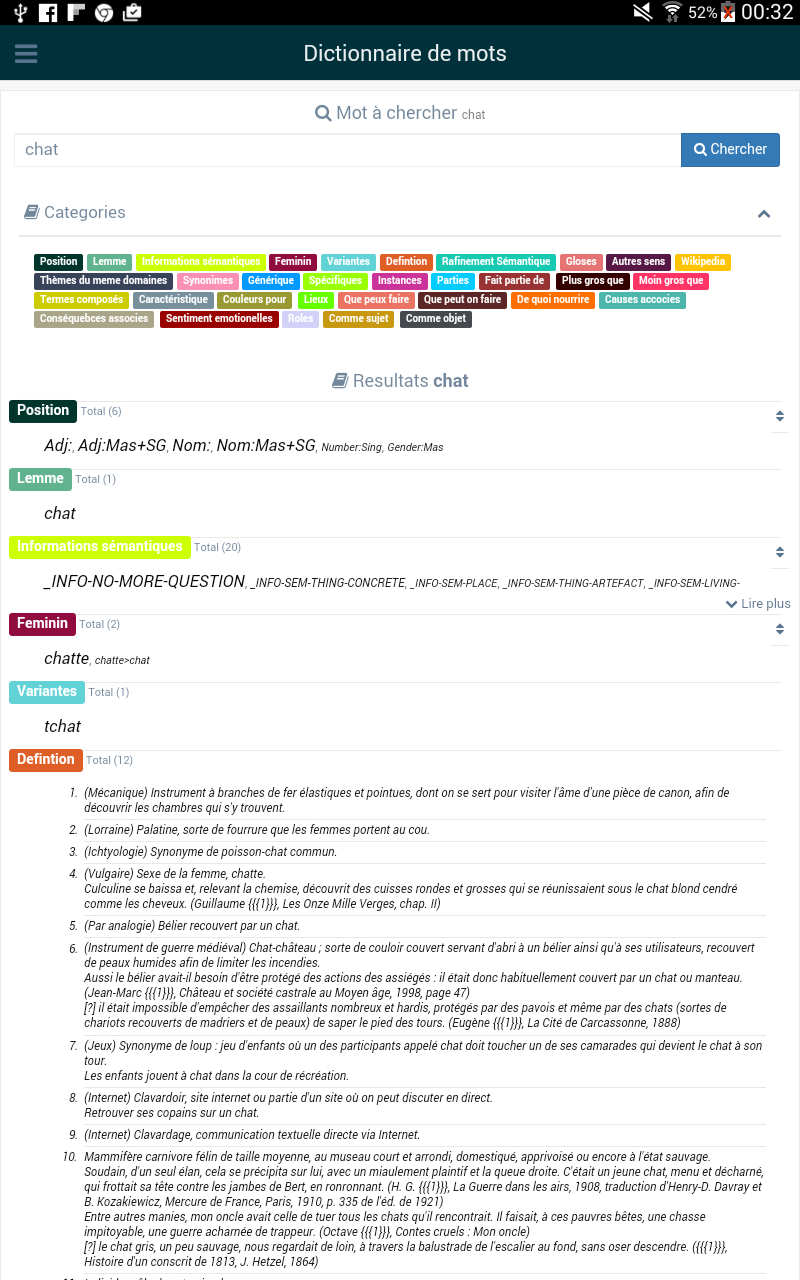 52% 00:32
Dictionnaire de mots
Mot à chercher chat
chat Chercher
Categories
Position Lemme Informations sémantiques Feminin Variantes Defintion Rafinement Sémantique Gloses Autres sens Wikipedia
Thèmes du meme domaines Synonimes Générique Spécifiques Instances Parties Fait partie de Plus gros que Moin gros que
Termes composés Caractéristique Couleurs pour Lieux Que peux faire Que peut on faire De quoi nourrire Causes accocies
Conséquebces associes Sentiment emotionelles Roles Comme sujet Comme objet
Resultats chat
Position Total (6)
Adj:, Adj:Mas+SG, Nom:, Nom:Mas+SG, Number:Sing, Gender:Mas
Lemme Total (1)
chat
Informations sémantiques Total (20)
_INFO-NO-MORE-QUESTION, _INFO-SEM-THING-CONCRETE, _INFO-SEM-PLACE, _INFO-SEM-THING-ARTEFACT, _INFO-SEM-LIVING-
Lire plus
Feminin Total (2)
chatte, chatte>chat
Variantes Total (1)
tchat
Defintion Total (12)
1. (Mécanique) Instrument à branches de fer élastiques et pointues, dont on se sert pour visiter l'âme d'une pièce de canon, afin de
découvrir les chambres qui s'y trouvent.
2. (Lorraine) Palatine, sorte de fourrure que les femmes portent au cou.
3. (Ichtyologie) Synonyme de poisson-chat commun.
4. (Vulgaire) Sexe de la femme, chatte.
Culculine se baissa et, relevant la chemise, découvrit des cuisses rondes et grosses qui se réunissaient sous le chat blond cendré
comme les cheveux. (Guillaume {{{1}}}, Les Onze Mille Verges, chap. II)
5. (Par analogie) Bélier recouvert par un chat.
6. (Instrument de guerre médiéval) Chat-château ; sorte de couloir couvert servant d'abri à un bélier ainsi qu'à ses utilisateurs, recouvert
de peaux humides afin de limiter les incendies.
Aussi le bélier avait-il besoin d'être protégé des actions des assiégés : il était donc habituellement couvert par un chat ou manteau.
(Jean-Marc {{{1}}}, Château et société castrale au Moyen âge, 1998, page 47)
[?] il était impossible d'empêcher des assaillants nombreux et hardis, protégés par des pavois et même par des chats (sortes de
chariots recouverts de madriers et de peaux) de saper le pied des tours. (Eugène {{{1}}}, La Cité de Carcassonne, 1888)
7. (Jeux) Synonyme de loup : jeu d'enfants où un des participants appelé chat doit toucher un de ses camarades qui devient le chat à son
tour.
Les enfants jouent à chat dans la cour de récréation.
8. (Internet) Clavardoir, site internet ou partie d'un site où on peut discuter en direct.
Retrouver ses copains sur un chat.
9. (Internet) Clavardage, communication textuelle directe via Internet.
10. Mammifère carnivore félin de taille moyenne, au museau court et arrondi, domestiqué, apprivoisé ou encore à l'état sauvage.
Soudain, d'un seul élan, cela se précipita sur lui, avec un miaulement plaintif et la queue droite. C'était un jeune chat, menu et décharné,
qui frottait sa tête contre les jambes de Bert, en ronronnant. (H. G. {{{1}}}, La Guerre dans les airs, 1908, traduction d'Henry-D. Davray et
B. Kozakiewicz, Mercure de France, Paris, 1910, p. 335 de l'éd. de 1921)
Entre autres manies, mon oncle avait celle de tuer tous les chats qu'il rencontrait. Il faisait, à ces pauvres bêtes, une chasse
impitoyable, une guerre acharnée de trappeur. (Octave {{{1}}}, Contes cruels : Mon oncle)
[?] le chat gris, un peu sauvage, nous regardait de loin, à travers la balustrade de l'escalier au fond, sans oser descendre. ({{{{1}}},
Histoire d'un conscrit de 1813, J. Hetzel, 1864)